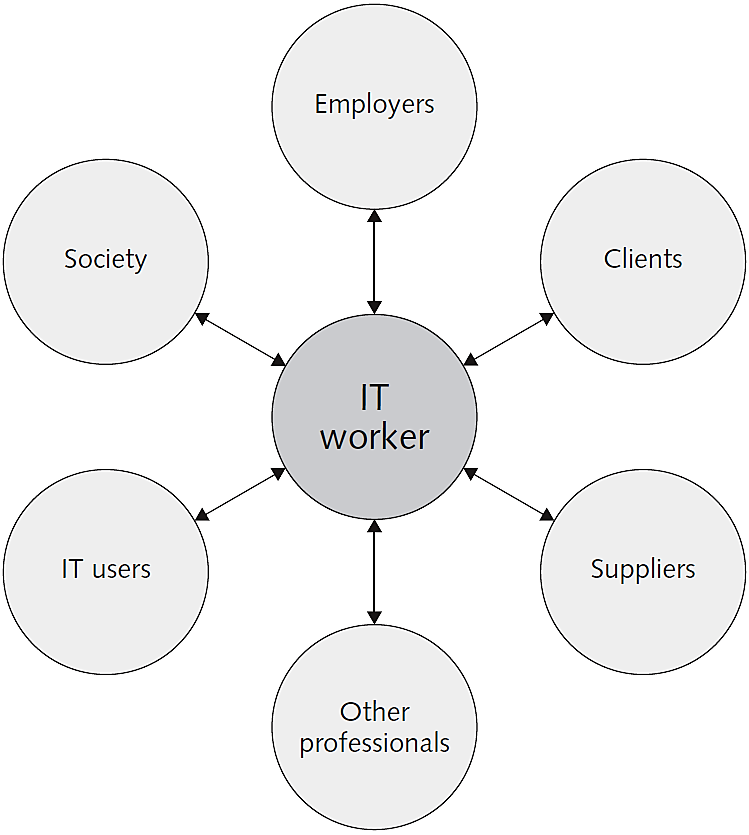 Employers
Society
Clients
IT
worker
IT users
Suppliers
Other
professionals